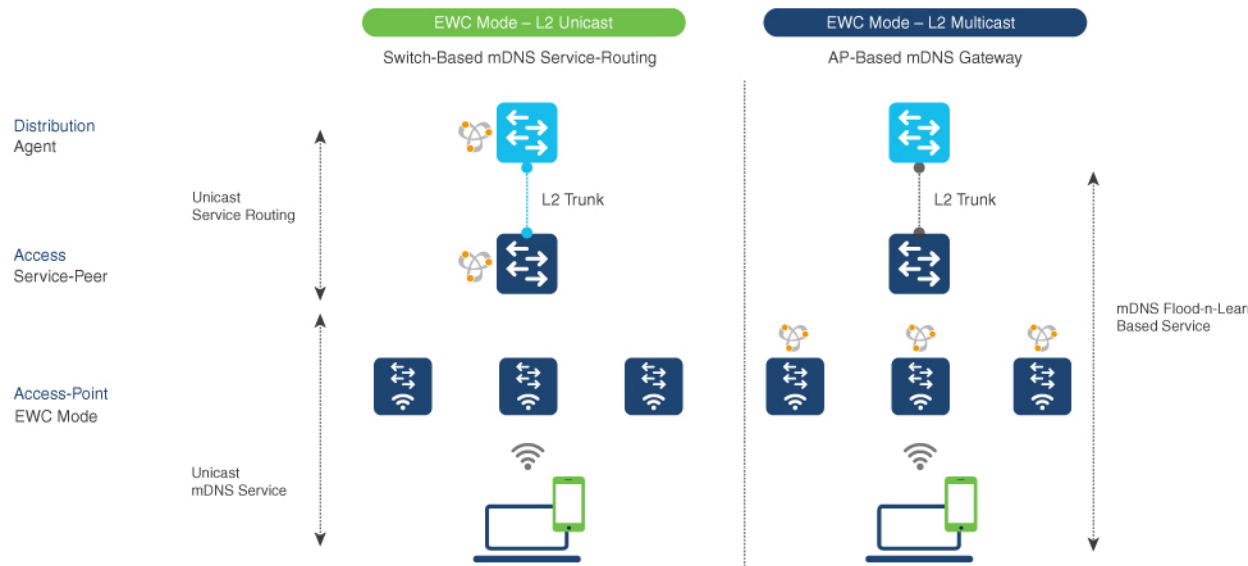 EWC Mode – L2 Unicast
EWC Mode – L2 Multicast
Switch-Based mDNS Service-Routing
AP-Based mDNS Gateway
Distribution
Agent
Unicast
Service Routing
L2 Trunk
L2 Trunk
Access
Service-Peer
mDNS Flood-n-Learn
Based Service
Access-Point
EWC Mode
Unicast
mDNS Service